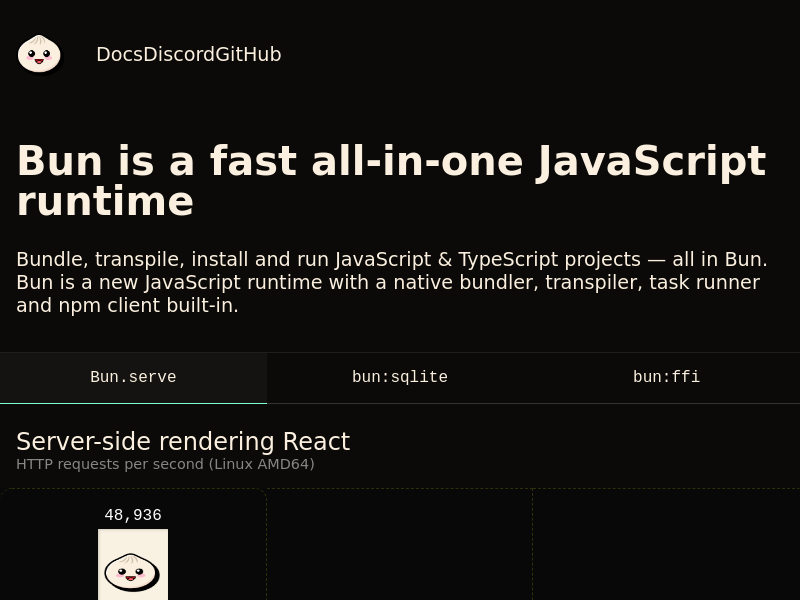 DocsDiscordGitHub
Bun is a fast all-in-one JavaScript
runtime
Bundle, transpile, install and run JavaScript & TypeScript projects — all in Bun.
Bun is a new JavaScript runtime with a native bundler, transpiler, task runner
and npm client built-in.
Bun.serve bun:sqlite bun:ffi
Server-side rendering React
HTTP requests per second (Linux AMD64)
48,936